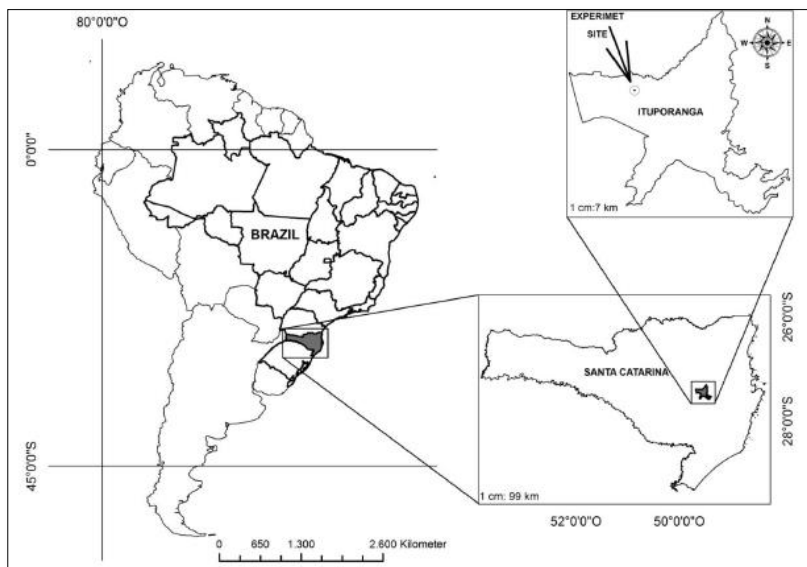 80°0'0"O
EXPERIMET
SITE
N
W
E
S
ITUPORANGA
1 cm:7 km
0°0'0"
BRAZIL
26°0'0"S
SANTA CATARINA
28°0'0"S
1 cm: 99 km
45°0'0"S
52°0'0"O 50°0'0"O
0 650 1.300 2.600 Kilometer